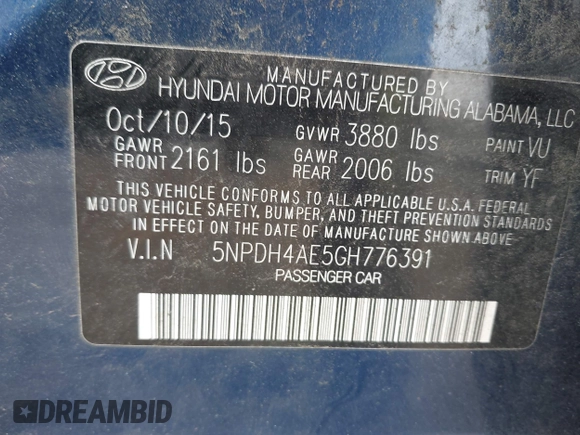 MANUFACTURED BY
HYUNDAI MOTOR MANUFACTURING ALABAMA, LLC
Oct/10/15 GVWR 3880 lbs PAINT VU
GAWR FRONT 2161 lbs GAWR REAR 2006 lbs TRIM YF
THIS VEHICLE CONFORMS TO ALL APPLICABLE U.S.A. FEDERAL
MOTOR VEHICLE SAFETY, BUMPER, AND THEFT PREVENTION STANDARDS
IN EFFECT ON THE DATE OF MANUFACTURE SHOWN ABOVE.
V.I.N 5NPDH4AE5GH776391
PASSENGER CAR
DREAMBID